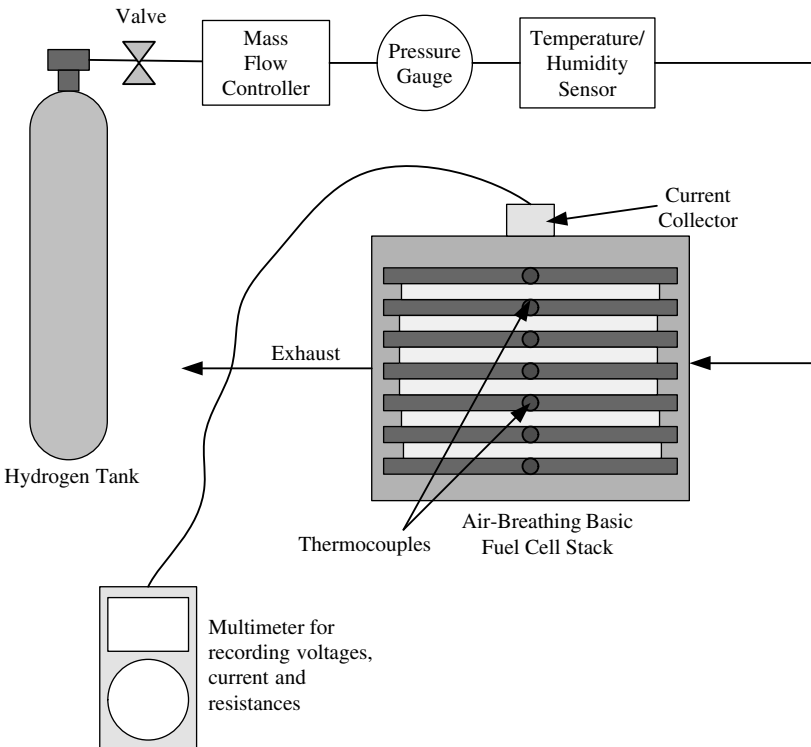 Valve
Mass
Flow
Controller
Pressure
Gauge
Temperature/
Humidity
Sensor
Current
Collector
Exhaust
Hydrogen Tank
Thermocouples
Air-Breathing Basic
Fuel Cell Stack
Multimeter for
recording voltages,
current and
resistances